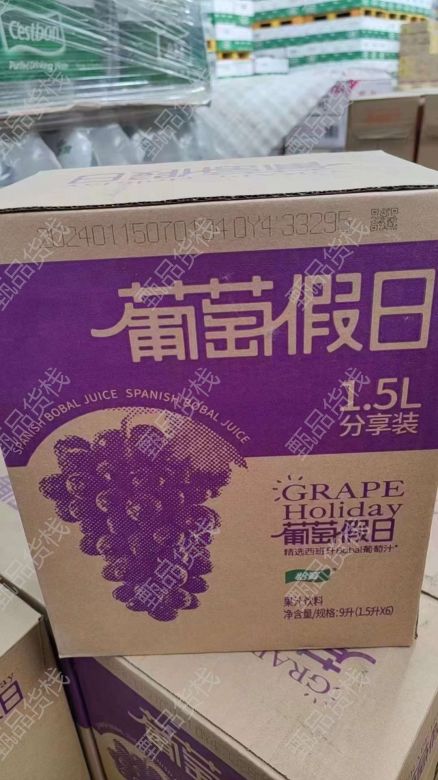 Cestbon
葡萄假日
1.5L
分享装
SPANISH BOBAL JUICE SPANISH BOBAL JUICE
GRAPE
Holiday
葡萄假日
精选西班牙Bobal葡萄汁*
果汁饮料
净含量/规格:9升(1.5升X6)
甄品货栈